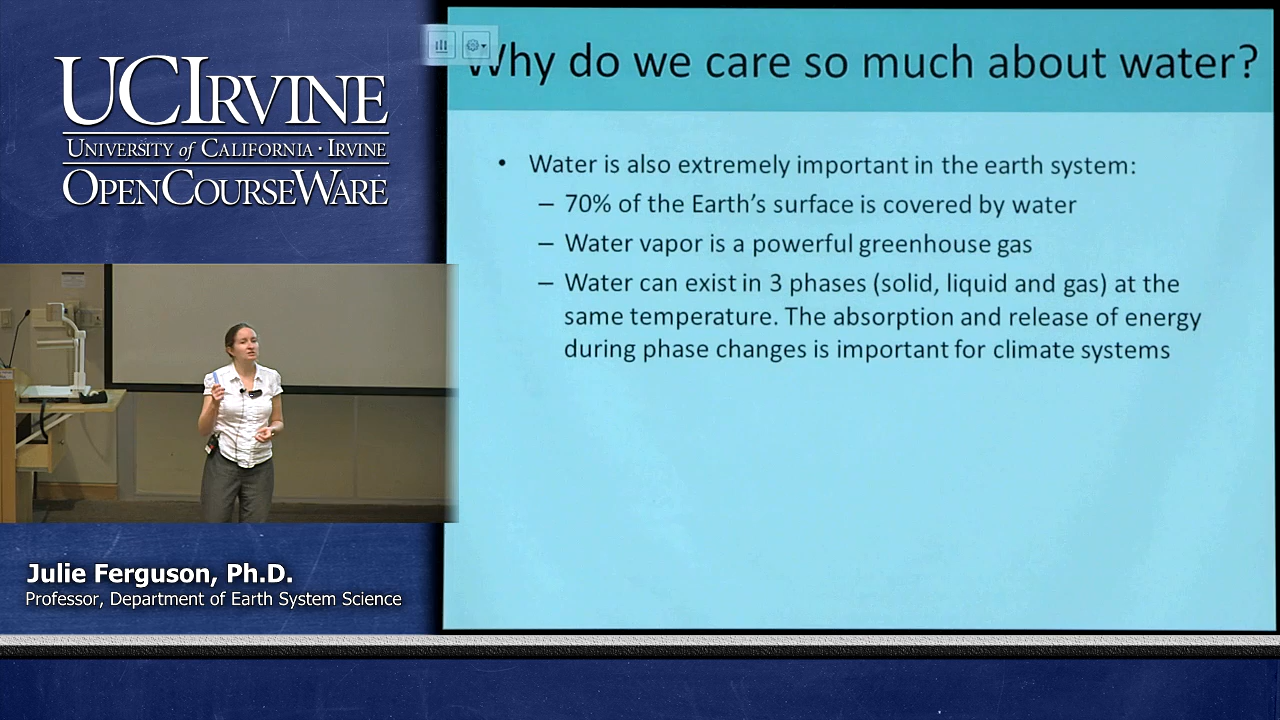 UCIRVINE
UNIVERSITY of CALIFORNIA · IRVINE
OPENCOURSEWARE
Why do we care so much about water?
• Water is also extremely important in the earth system:
– 70% of the Earth's surface is covered by water
– Water vapor is a powerful greenhouse gas
– Water can exist in 3 phases (solid, liquid and gas) at the
same temperature. The absorption and release of energy
during phase changes is important for climate systems
Julie Ferguson, Ph.D.
Professor, Department of Earth System Science